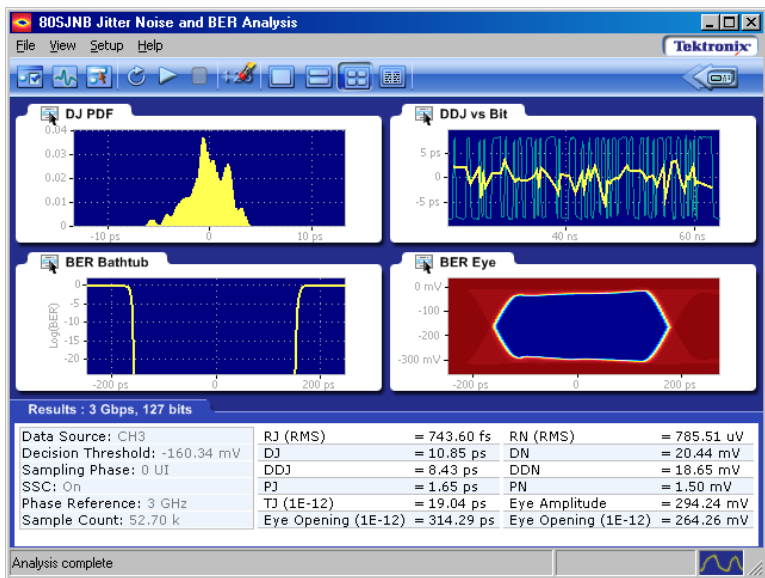 80SJNB Jitter Noise and BER Analysis
File View Setup Help
Tektronix
DJ PDF
0.04
0.03
0.02
0.01
0
-10 ps 0 10 ps
DDJ vs Bit
5 ps
0
-5 ps
40 ns 60 ns
BER Bathtub
Log(BER)
0
-5
-10
-15
-20
-200 ps 0 200 ps
BER Eye
0 mV
-100
-200
-300 mV
-200 ps 0 200 ps
Results : 3 Gbps, 127 bits
Data Source: CH3
Decision Threshold: -160.34 mV
Sampling Phase: 0 UI
SSC: On
Phase Reference: 3 GHz
Sample Count: 52.70 k
RJ (RMS) = 743.60 fs
DJ = 10.85 ps
DDJ = 8.43 ps
PJ = 1.65 ps
TJ (1E-12) = 19.04 ps
Eye Opening (1E-12) = 314.29 ps
RN (RMS) = 785.51 uV
DN = 20.44 mV
DDN = 18.65 mV
PN = 1.50 mV
Eye Amplitude = 294.24 mV
Eye Opening (1E-12) = 264.26 mV
Analysis complete